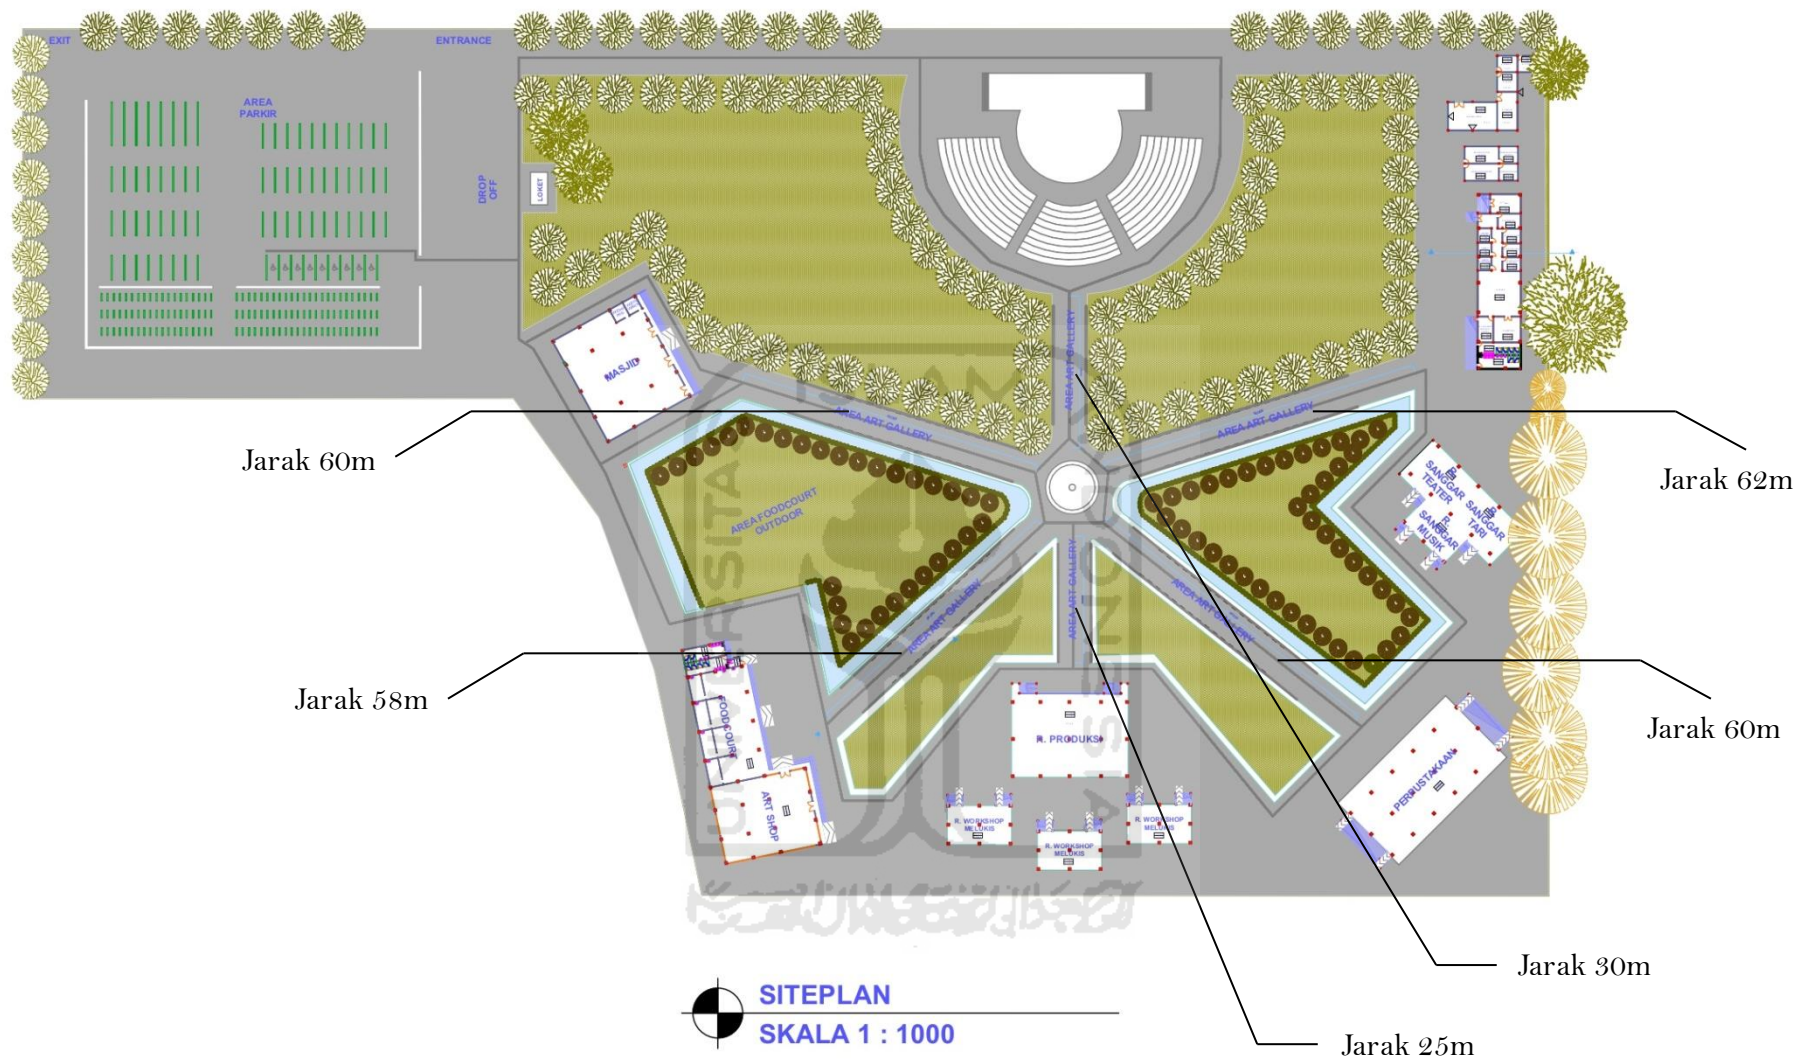 EXIT
ENTRANCE
AREA
PARKIR
DROP
OFF
LOKET
MASJID
AREA ART GALLERY
AREA ART GALLERY
AREA ART GALLERY
Jarak 60m
Jarak 62m
R.
SANGGAR
TEATER
R.
SANGGAR
TARI
R.
SANGGAR
MUSIK
AREA FOODCOURT
OUTDOOR
AREA ART GALLERY
AREA ART GALLERY
AREA ART GALLERY
Jarak 58m
Jarak 60m
FOODCOURT
ART SHOP
R. PRODUKSI
R. WORKSHOP
MELUKIS
R. WORKSHOP
MELUKIS
R. WORKSHOP
MELUKIS
PERPUSTAKAAN
UNIVERSITAS
ISLAM INDONESIA
Jarak 30m
SITEPLAN
SKALA 1 : 1000
Jarak 25m